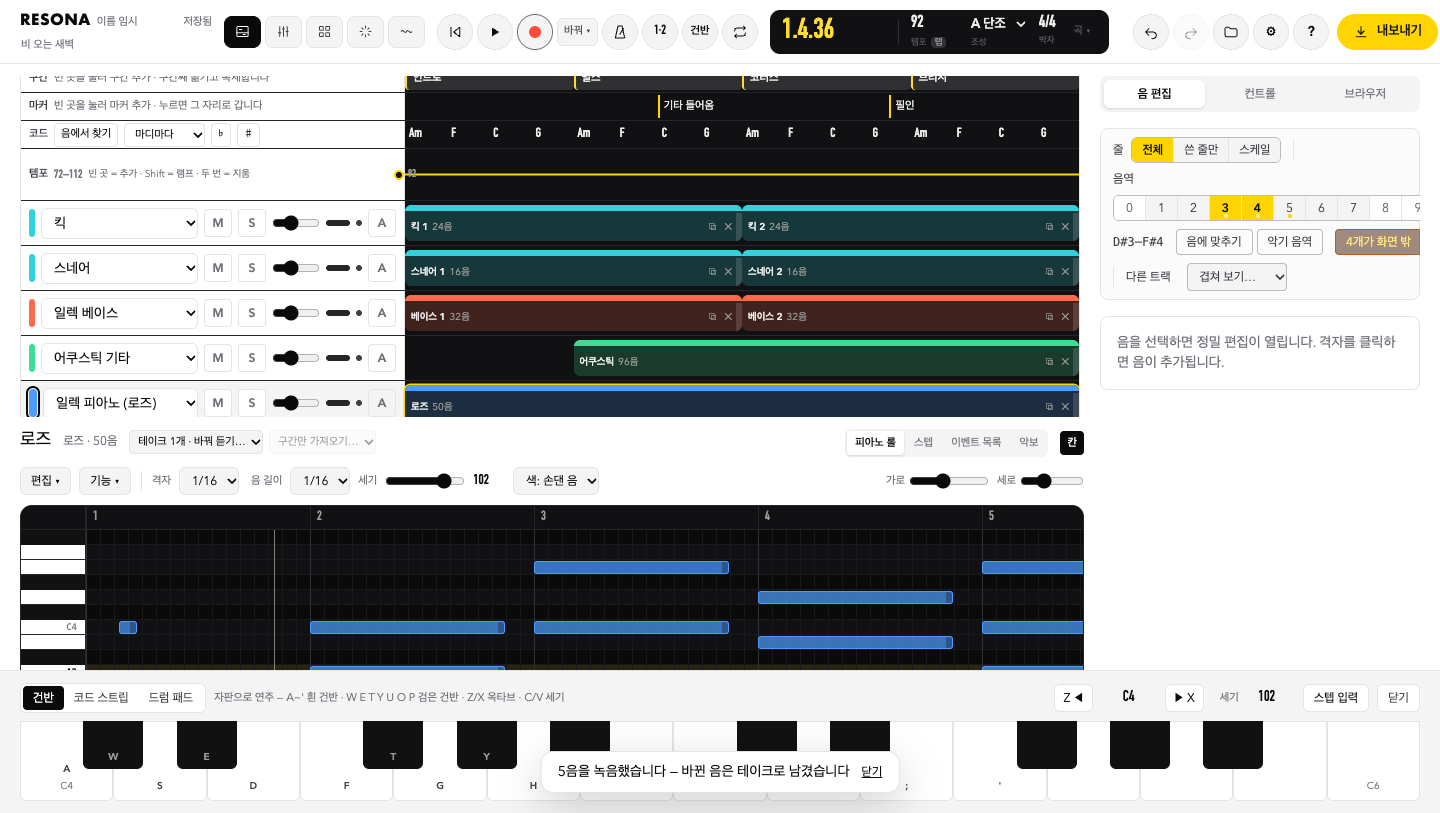 RESONA 이름 임시 저장됨
비 오는 새벽
바꿔 ▾
1·2
건반
1.4.36
92
템포 탭
A 단조
조성
4/4
박자
곡 ▾
?
내보내기
구간 빈 곳을 눌러 구간 추가 · 구간째 옮기고 복제합니다
인트로 벌스 코러스 브리지
마커 빈 곳을 눌러 마커 추가 · 누르면 그 자리로 갑니다
기타 들어옴 필인
코드 음에서 찾기 마디마다 ♭ ♯
Am F C G Am F C G Am F C G Am F C G
템포 72–112 빈 곳 = 추가 · Shift = 램프 · 두 번 = 지움
92
킥 M S A
킥 1 24음 킥 2 24음
스네어 M S A
스네어 1 16음 스네어 2 16음
일렉 베이스 M S A
베이스 1 32음 베이스 2 32음
어쿠스틱 기타 M S A
어쿠스틱 96음
일렉 피아노 (로즈) M S A
로즈 50음
음 편집 컨트롤 브라우저
줄 전체 쓴 줄만 스케일
음역
0 1 2 3 4 5 6 7 8 9
D#3–F#4 음에 맞추기 악기 음역 4개가 화면 밖
다른 트랙 겹쳐 보기…
음을 선택하면 정밀 편집이 열립니다. 격자를 클릭하
면 음이 추가됩니다.
로즈 로즈 · 50음 테이크 1개 · 바꿔 듣기… 구간만 가져오기…
피아노 롤 스텝 이벤트 목록 악보 칸
편집 ▾ 기능 ▾ 격자 1/16 음 길이 1/16 세기 102 색: 손댄 음
가로 세로
1 2 3 4 5
C4
건반 코드 스트립 드럼 패드 자판으로 연주 – A~' 흰 건반 · W E T Y U O P 검은 건반 · Z/X 옥타브 · C/V 세기
Z ◀ C4 ▶ X 세기 102 스텝 입력 닫기
W E T Y
A
C4 S D F G H ; ' C6
5음을 녹음했습니다 – 바뀐 음은 테이크로 남겼습니다 닫기